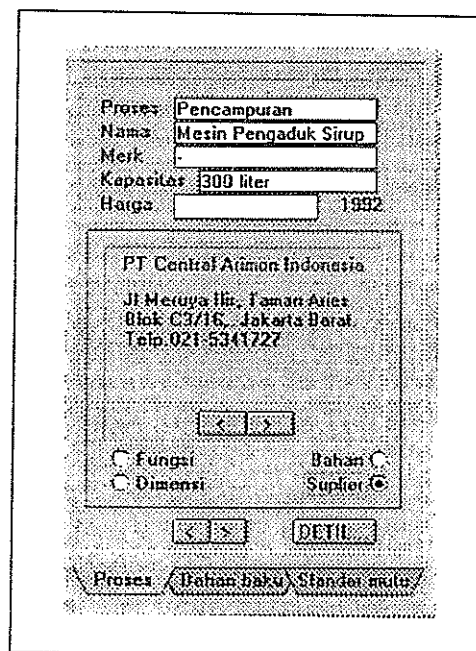 Proses Pencampuran
Nama Mesin Pengaduk Sirup
Merk -
Kapasitas 300 liter
Harga 1992
PT Central Indonesia
Jl Meruya Ilir, Taman Aries
Blok C3/16, Jakarta Barat.
Telp.021-5341727
< >
Fungsi Bahan
Dimensi Suplier
< > DETIL...
Proses Bahan baku Standar mutu